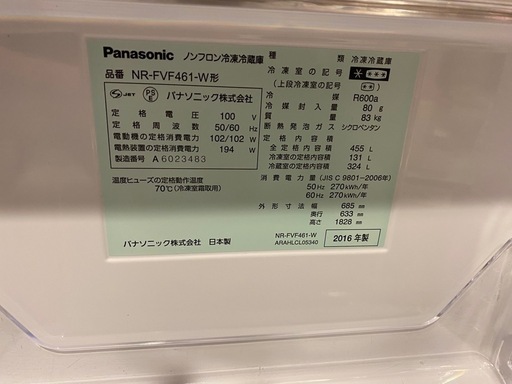 Panasonic ノンフロン冷凍冷蔵庫
品番 NR-FVF461-W形
JET PSE パナソニック株式会社
定格電圧 100 V
定格周波数 50/60 Hz
電動機の定格消費電力 102/102 W
電熱装置の定格消費電力 194 W
製造番号 A 6023483
温度ヒューズの定格動作温度
70℃(冷凍室霜取用)
パナソニック株式会社 日本製
種類 冷凍冷蔵庫
冷凍室の記号 ****
(上段冷凍室の記号 **)
冷媒 R600a
冷媒封入量 80 g
質量 83 kg
断熱発泡ガス シクロペンタン
定格内容積
全定格内容積 455 L
冷凍室の定格内容積 131 L
冷蔵室の定格内容積 324 L
消費電力量(JIS C 9801-2006年)
50Hz 270kWh/年
60Hz 270kWh/年
外形寸法 幅 685 mm
奥行 633 mm
高さ 1828 mm
NR-FVF461-W
ARAHLCL05340
2016 年製